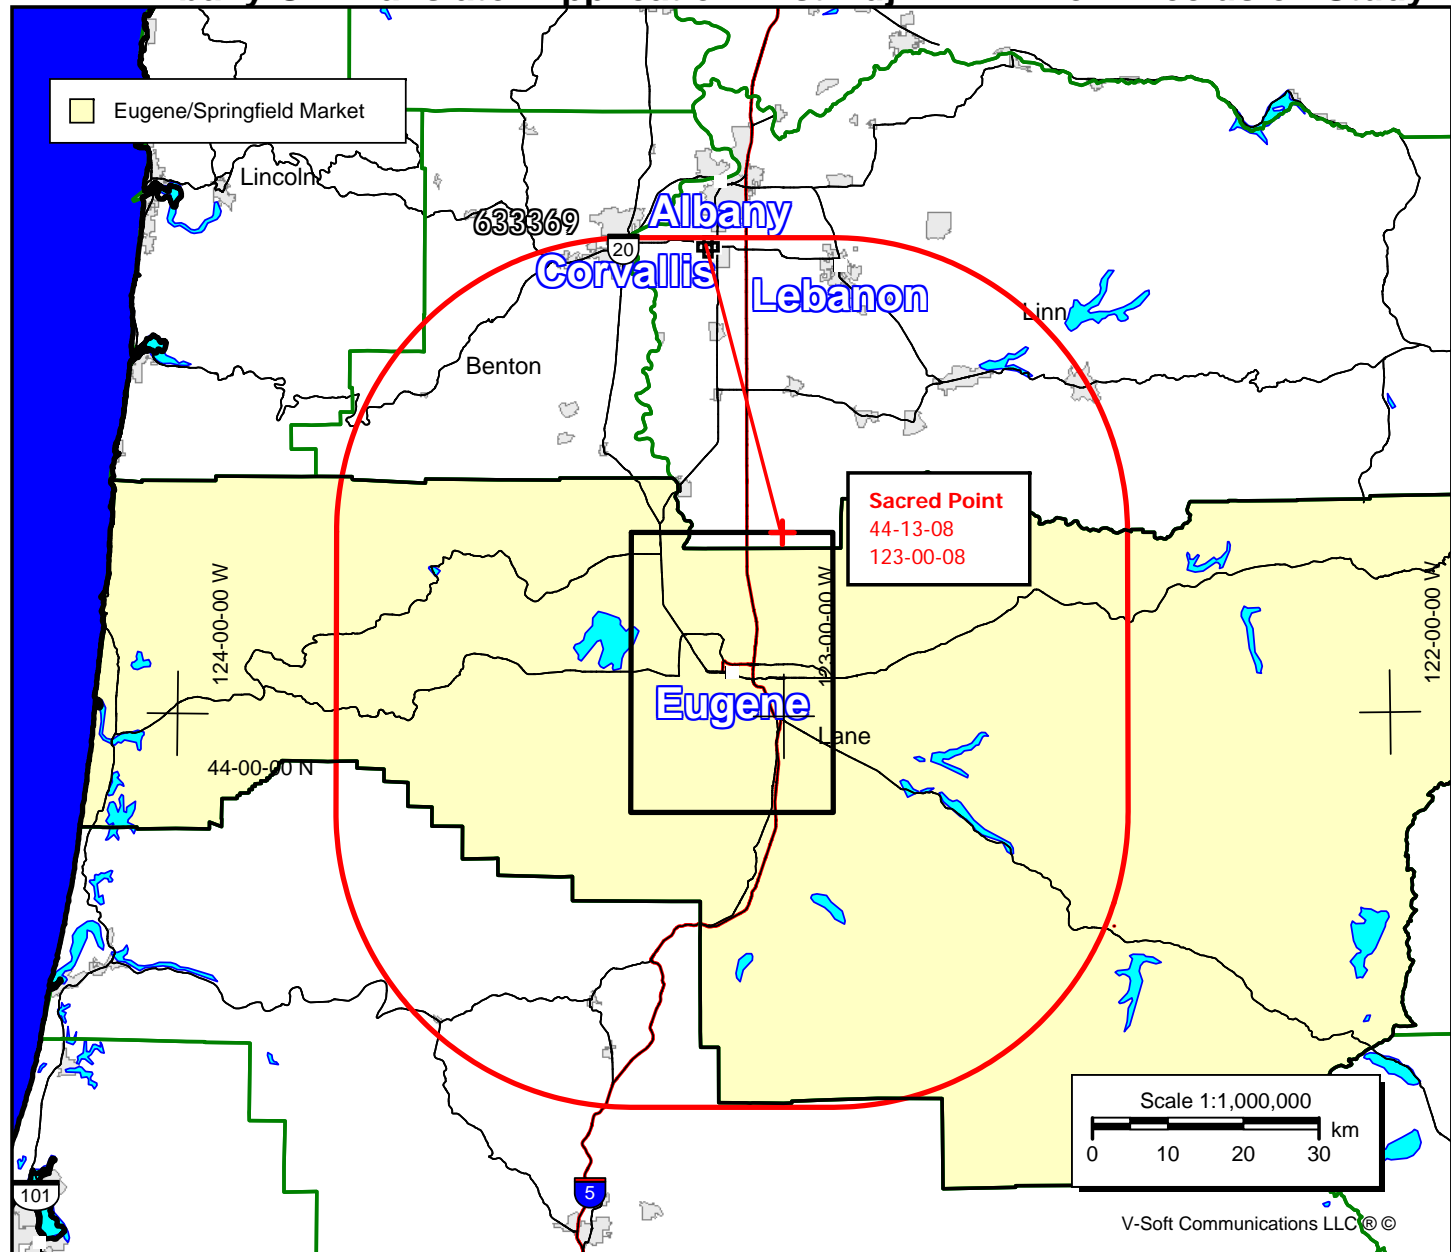 Eugene/Springfield Market
Lincoln
633369
Albany
20
Corvallis
Lebanon
Linn
Benton
Sacred Point
44-13-08
123-00-08
124-00-00 W
123-00-00 W
122-00-00 W
Eugene
Lane
44-00-00 N
Scale 1:1,000,000
km
0 10 20 30
101
5
V-Soft Communications LLC ® ©